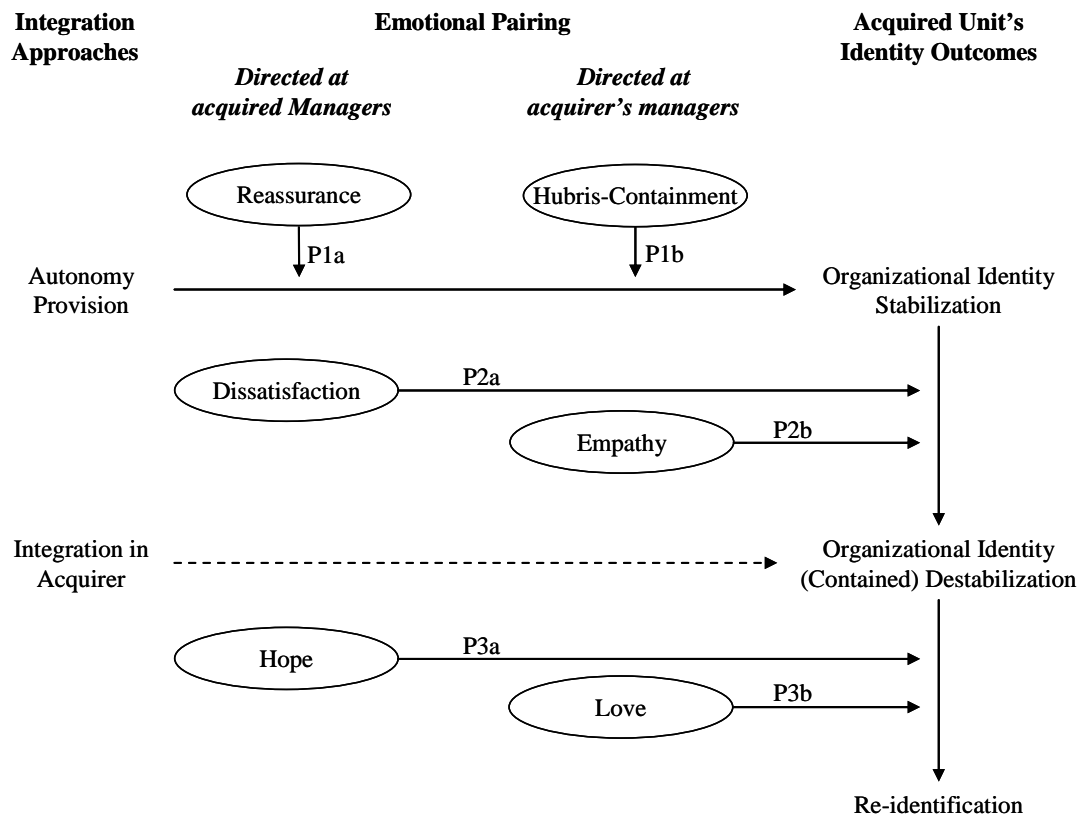 Integration
Approaches
Emotional Pairing
Acquired Unit's
Identity Outcomes
Directed at
acquired Managers
Directed at
acquirer's managers
Reassurance
Hubris-Containment
P1a
P1b
Autonomy
Provision
Organizational Identity
Stabilization
Dissatisfaction
P2a
Empathy
P2b
Integration in
Acquirer
Organizational Identity
(Contained) Destabilization
Hope
P3a
Love
P3b
Re-identification